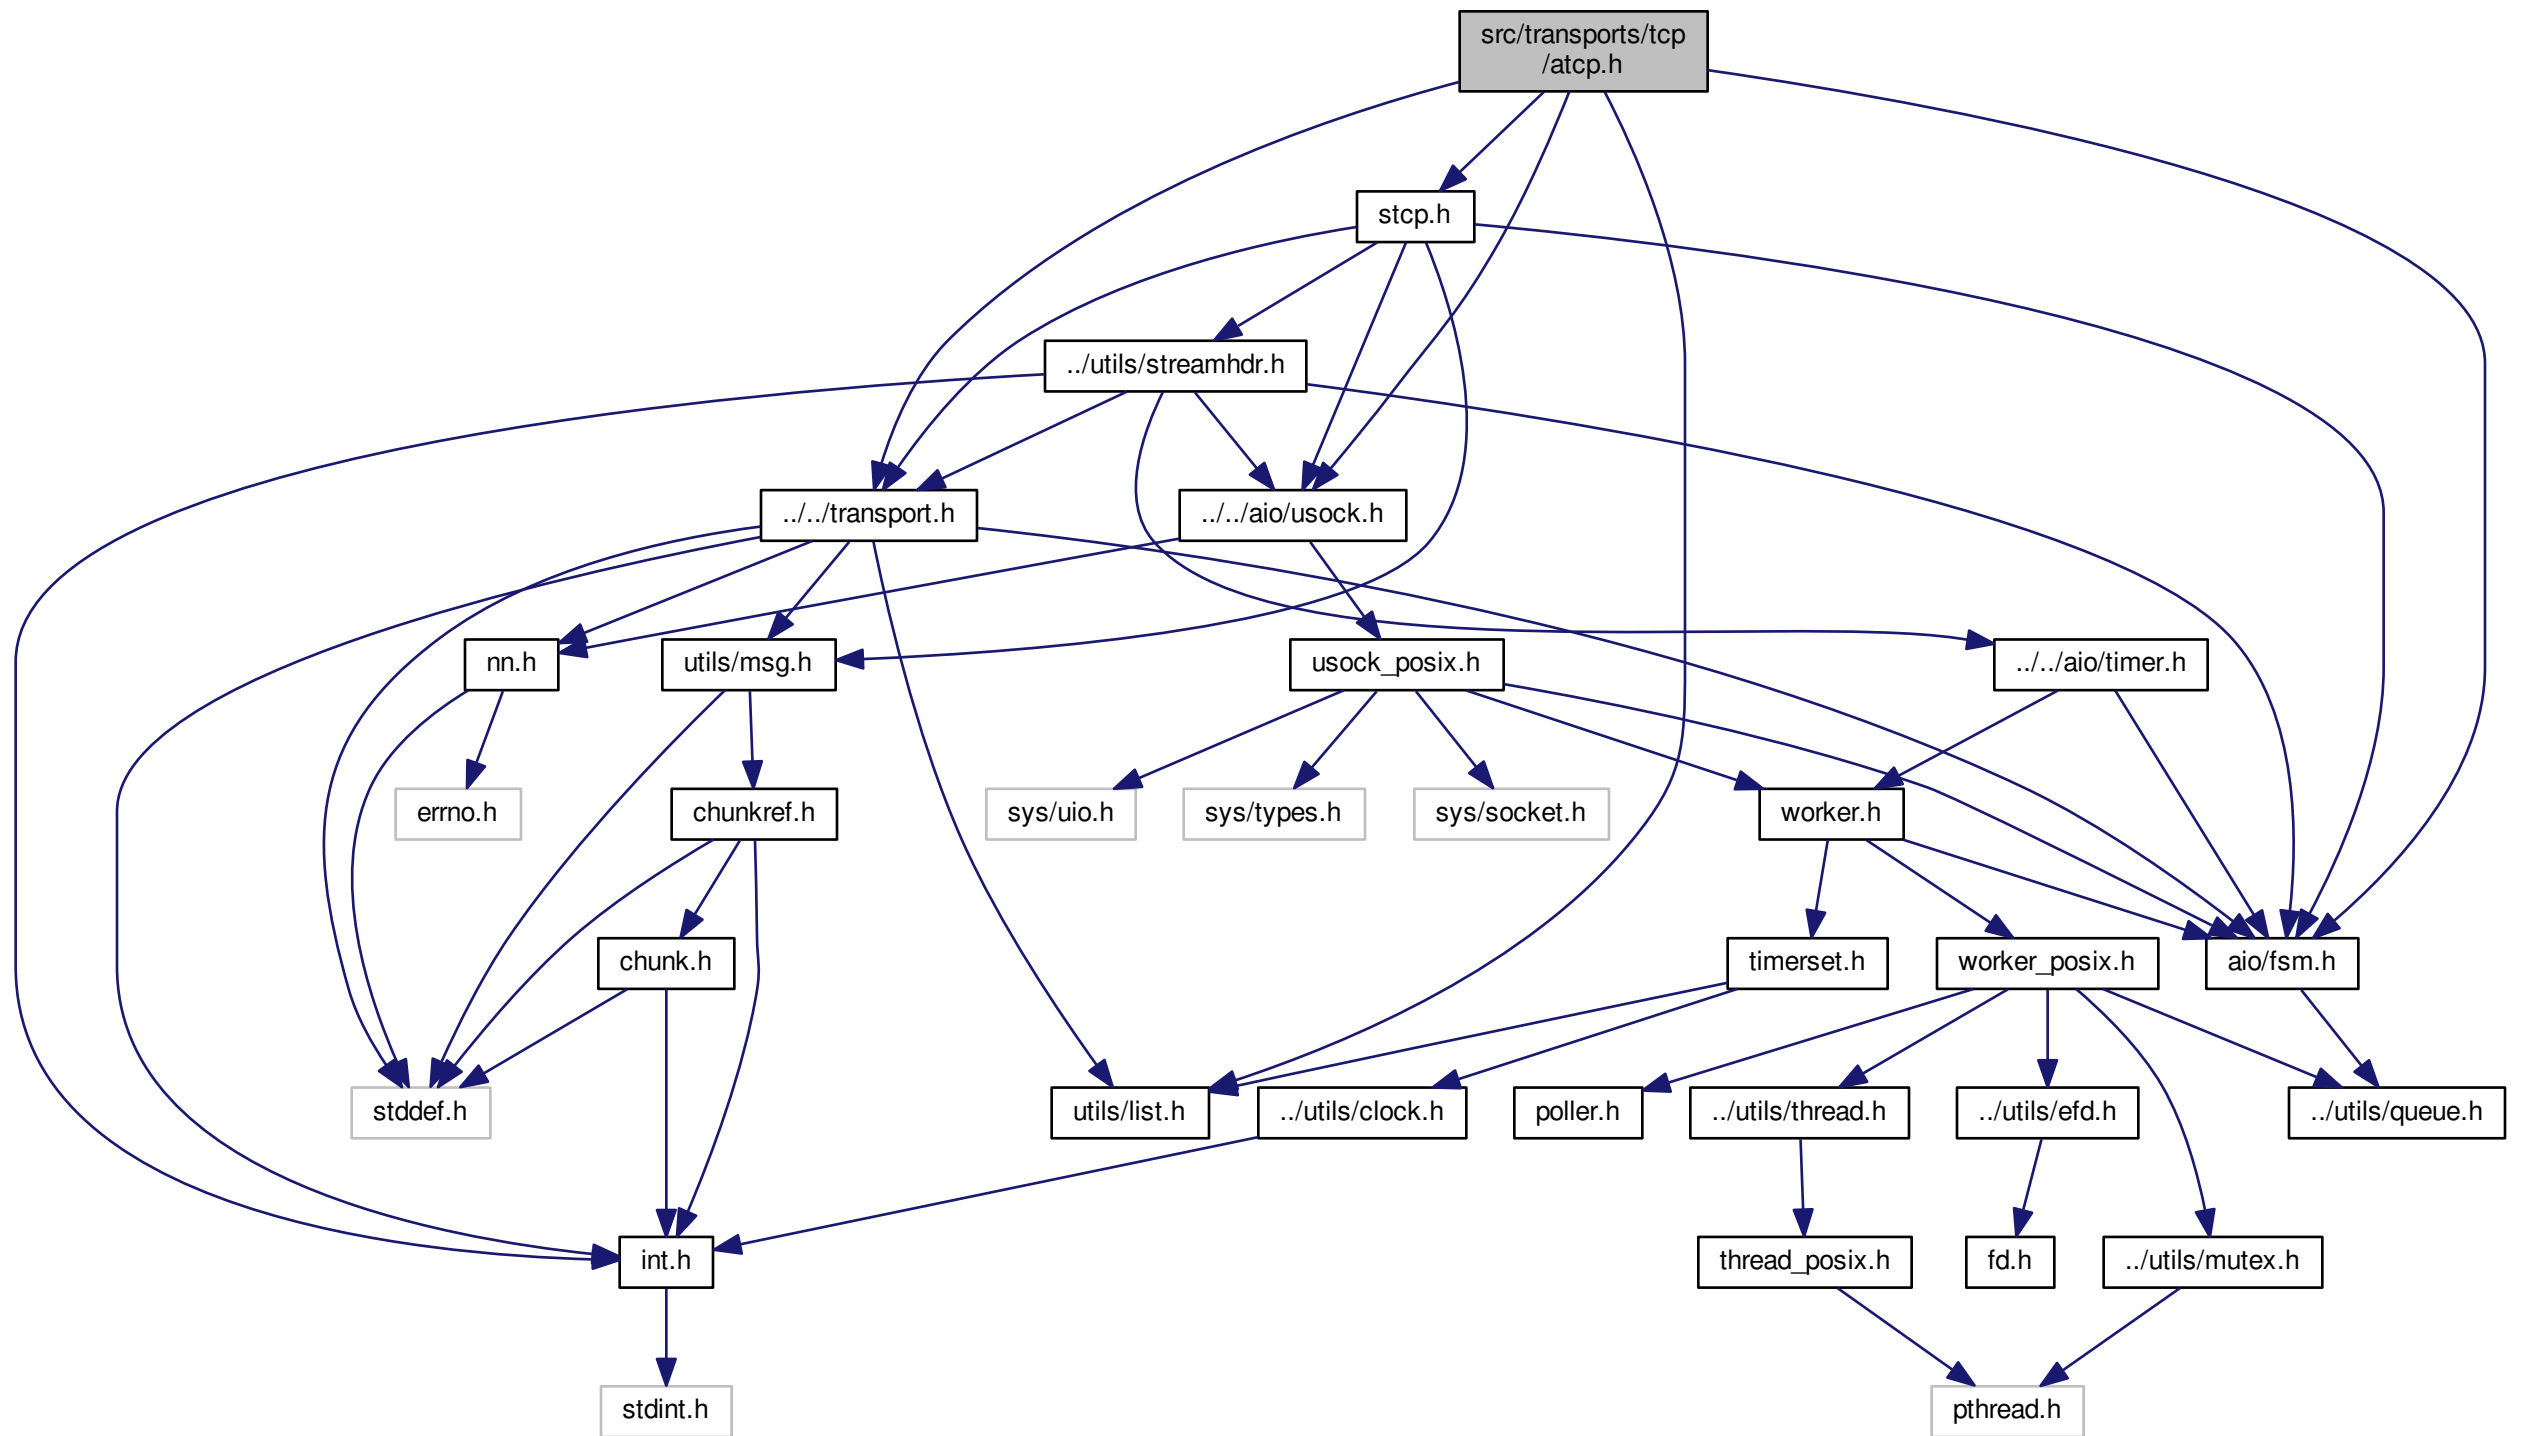 src/transports/tcp
/atcp.h
stcp.h
../utils/streamhdr.h
../../transport.h
../../aio/usock.h
nn.h
utils/msg.h
usock_posix.h
../../aio/timer.h
errno.h
chunkref.h
sys/uio.h
sys/types.h
sys/socket.h
worker.h
chunk.h
timerset.h
worker_posix.h
aio/fsm.h
stddef.h
utils/list.h
../utils/clock.h
poller.h
../utils/thread.h
../utils/efd.h
../utils/queue.h
int.h
thread_posix.h
fd.h
../utils/mutex.h
stdint.h
pthread.h